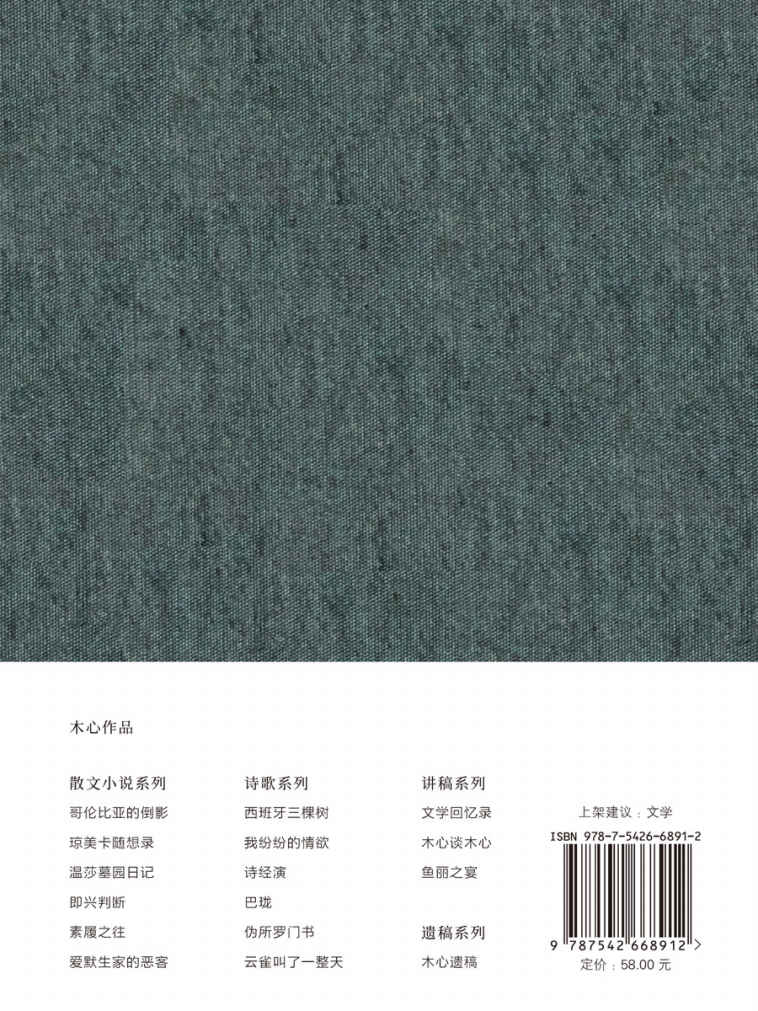 木心作品
散文小说系列
哥伦比亚的倒影
琼美卡随想录
温莎墓园日记
即兴判断
素履之往
爱默生家的恶客
诗歌系列
西班牙三棵树
我纷纷的情欲
诗经演
巴珑
伪所罗门书
云雀叫了一整天
讲稿系列
文学回忆录
木心谈木心
鱼丽之宴
遗稿系列
木心遗稿
上架建议：文学
ISBN 978-7-5426-6891-2
9 787542 668912 >
定价：58.00 元